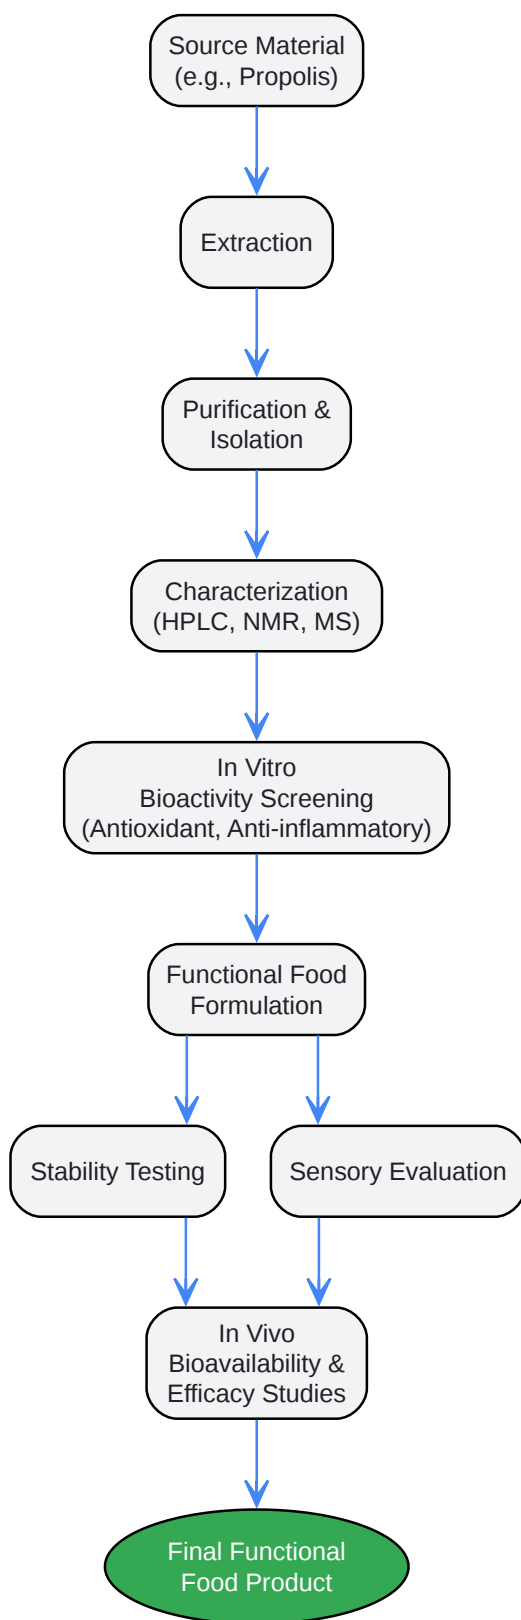 Source Material
(e.g., Propolis)
Extraction
Purification &
Isolation
Characterization
(HPLC, NMR, MS)
In Vitro
Bioactivity Screening
(Antioxidant, Anti-inflammatory)
Functional Food
Formulation
Stability Testing
Sensory Evaluation
In Vivo
Bioavailability &
Efficacy Studies
Final Functional
Food Product